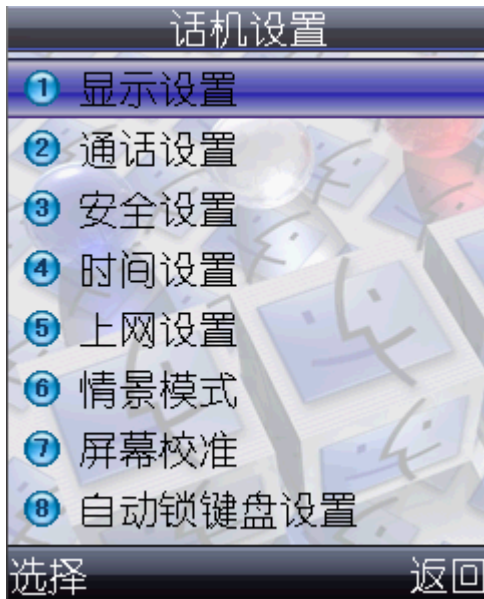 话机设置
1 显示设置
2 通话设置
3 安全设置
4 时间设置
5 上网设置
6 情景模式
7 屏幕校准
8 自动锁键盘设置
选择 返回